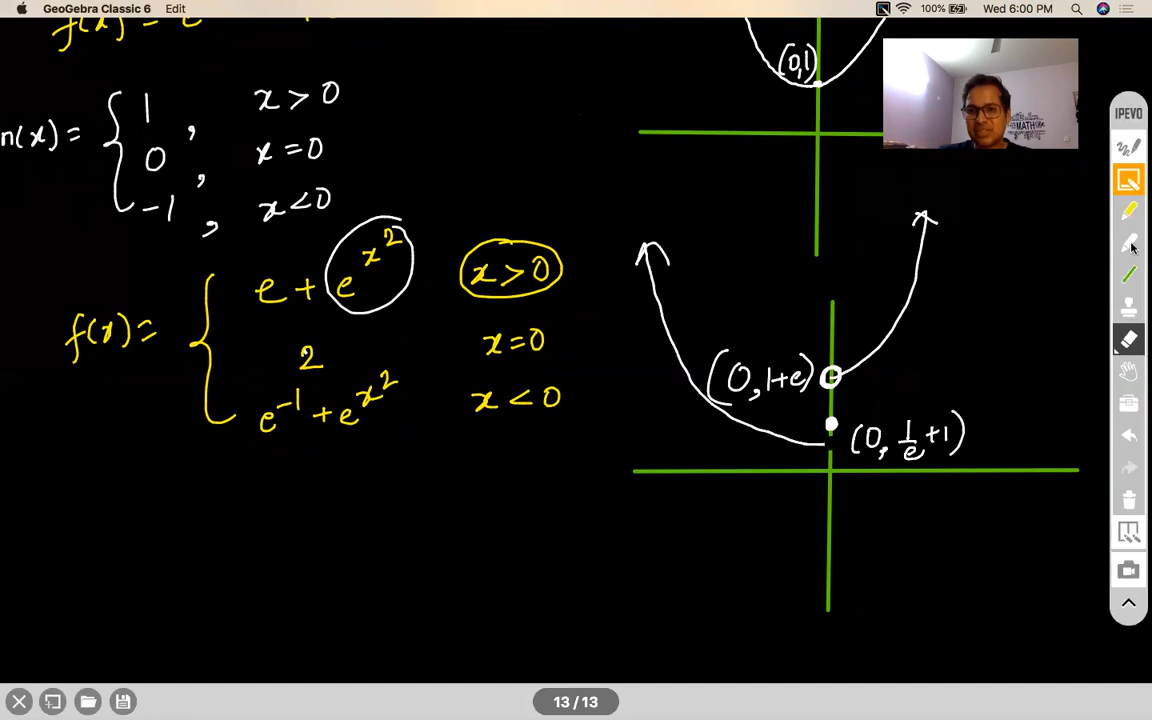 GeoGebra Classic 6 Edit 100% Wed 6:00 PM
f(x) = e
(0,1)
MATH
IPEVO
n(x) = { 1 , x > 0
0 , x = 0
-1 , x < 0
f(x) = { e + e^{x^2} x > 0
2 x = 0
e^{-1} + e^{x^2} x < 0
(0, 1+e)
(0, 1/e +1)
13 / 13